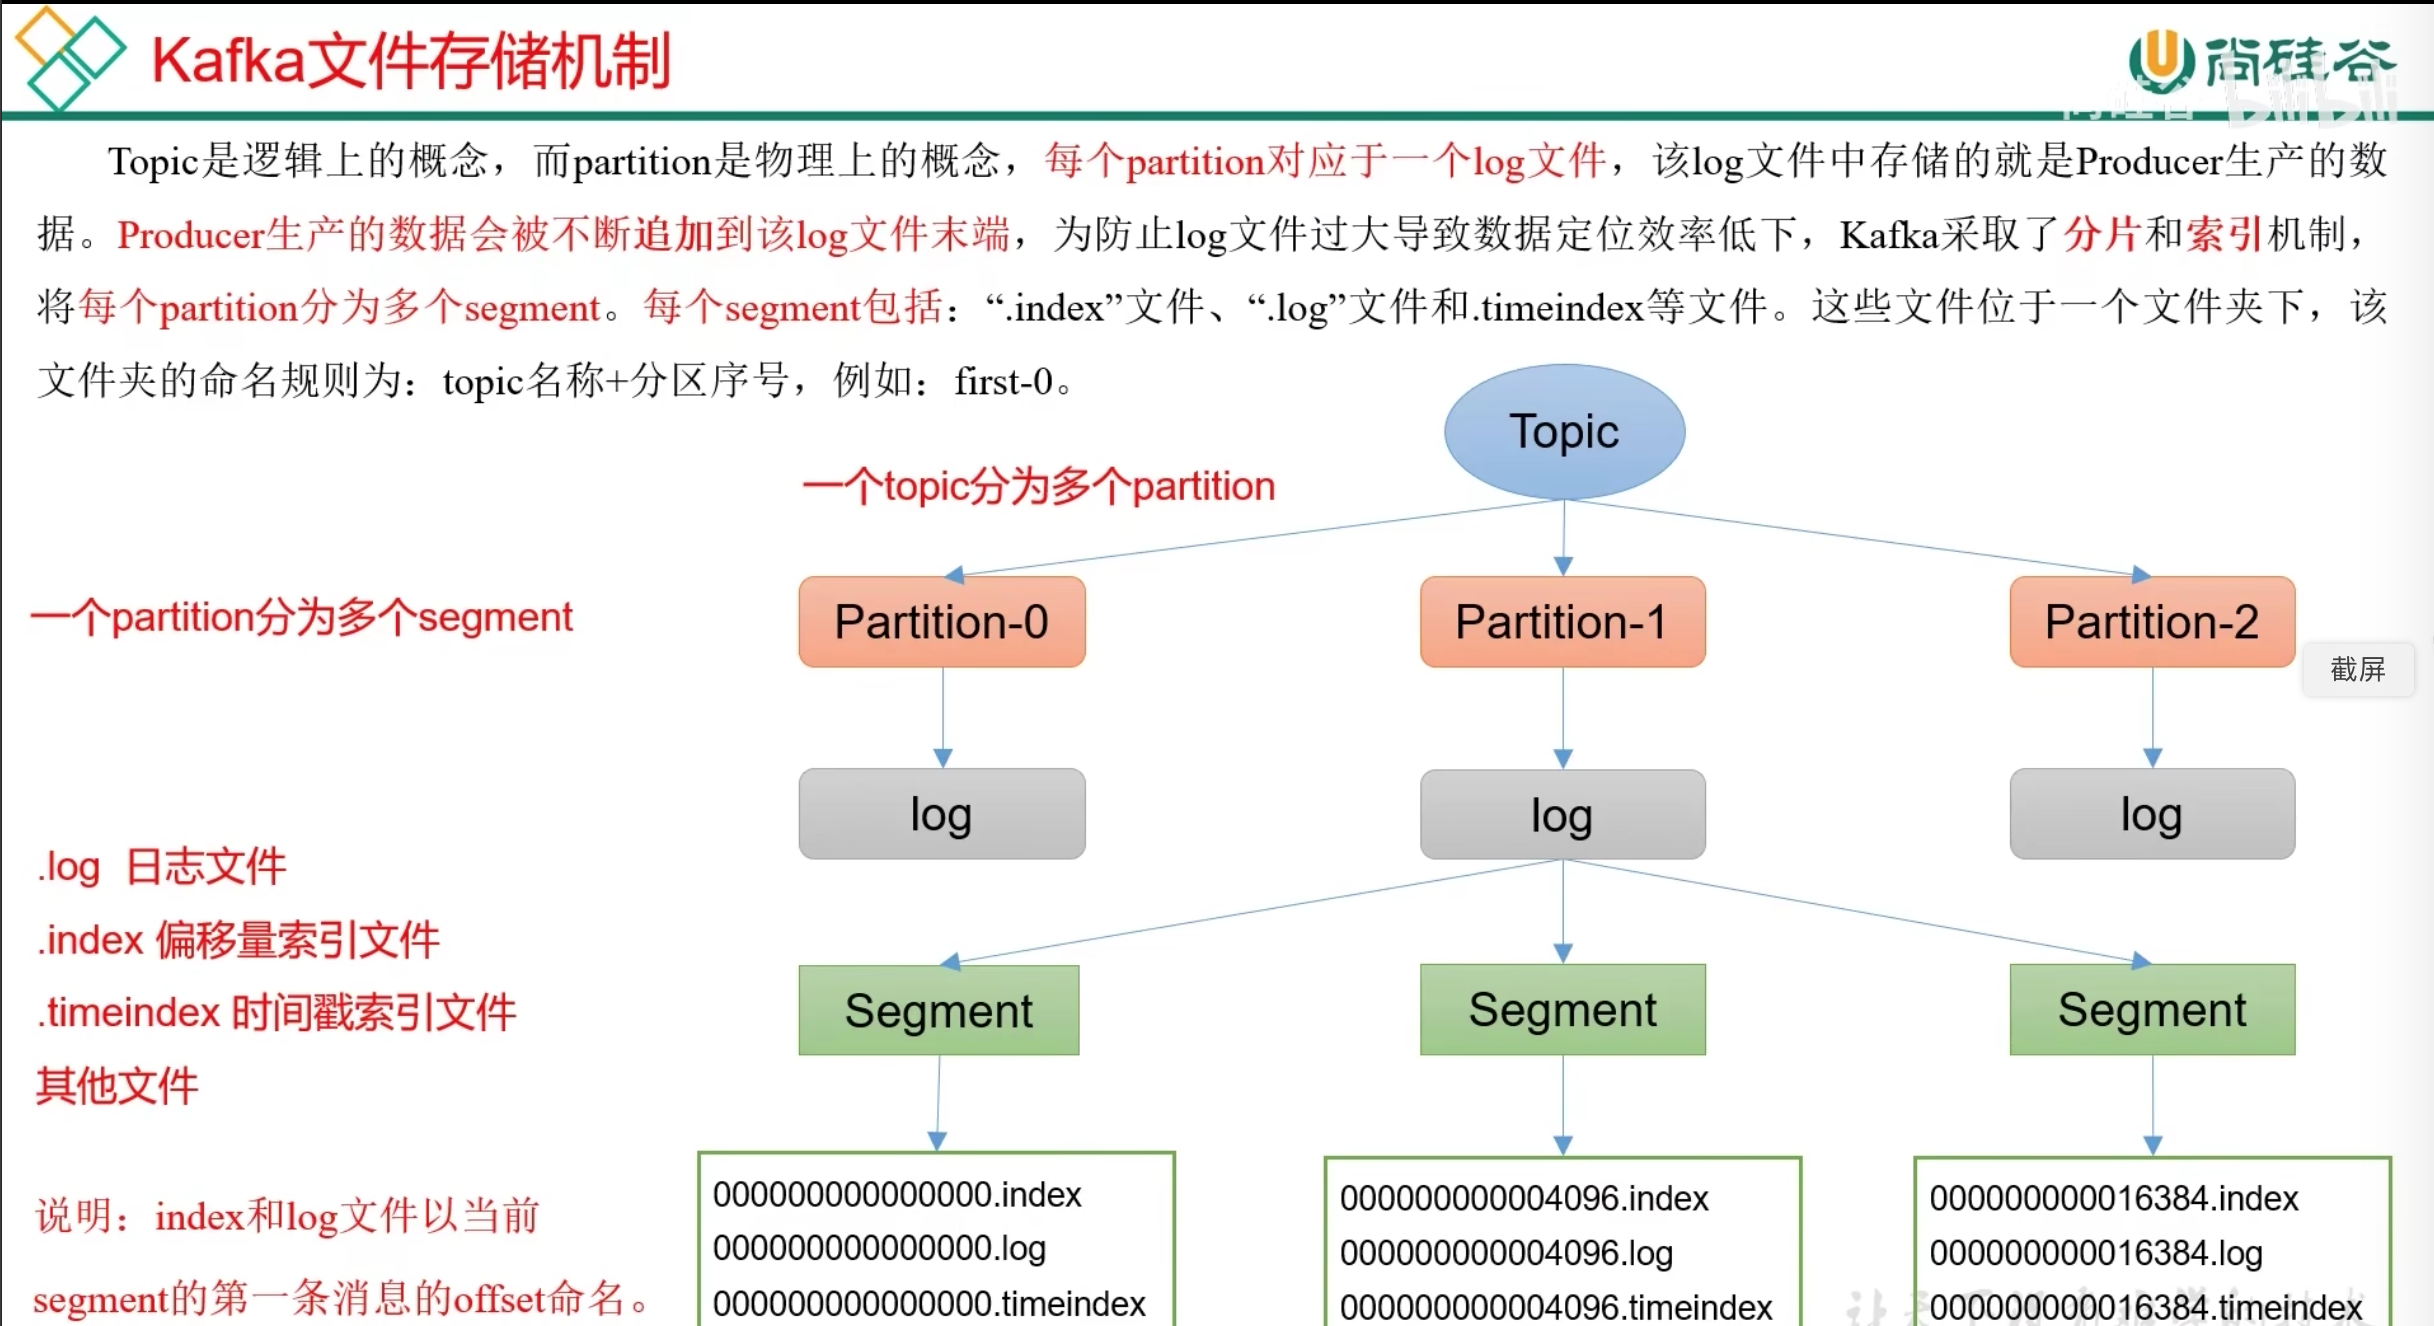 Kafka文件存储机制
尚硅谷
尚硅谷 bilibili
Topic是逻辑上的概念，而partition是物理上的概念，每个partition对应于一个log文件，该log文件中存储的就是Producer生产的数
据。Producer生产的数据会被不断追加到该log文件末端，为防止log文件过大导致数据定位效率低下，Kafka采取了分片和索引机制，
将每个partition分为多个segment。每个segment包括：“.index”文件、“.log”文件和.timeindex等文件。这些文件位于一个文件夹下，该
文件夹的命名规则为：topic名称+分区序号，例如：first-0。
Topic
一个topic分为多个partition
一个partition分为多个segment
Partition-0
Partition-1
Partition-2
截屏
log
log
log
.log 日志文件
.index 偏移量索引文件
.timeindex 时间戳索引文件
其他文件
Segment
Segment
Segment
说明：index和log文件以当前
segment的第一条消息的offset命名。
000000000000000.index
000000000000000.log
000000000000000.timeindex
000000000004096.index
000000000004096.log
000000000004096.timeindex
000000000016384.index
000000000016384.log
000000000016384.timeindex